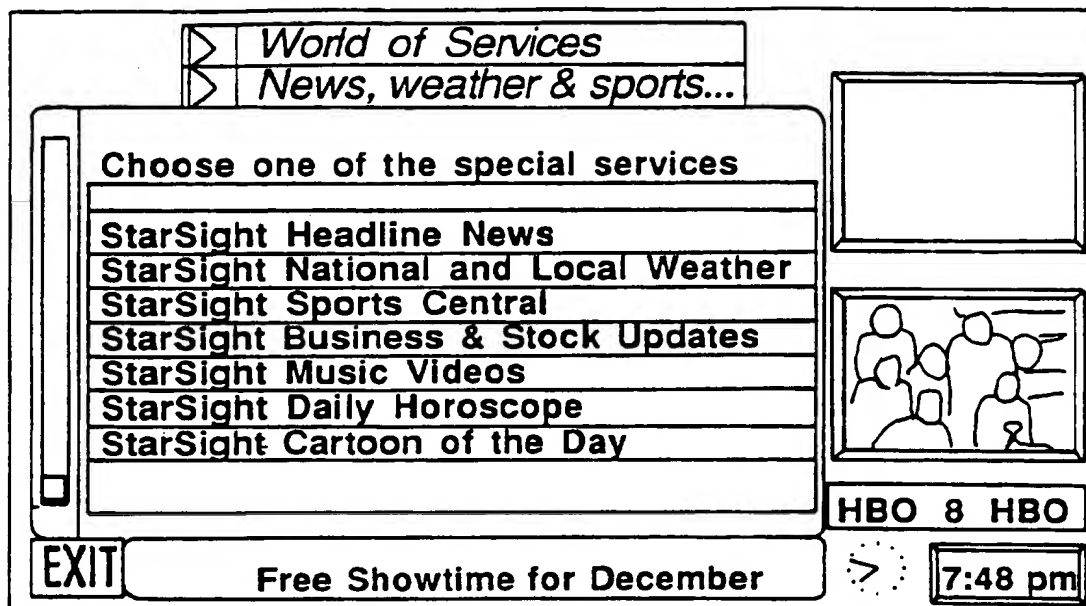 World of Services
News, weather & sports...
Choose one of the special services
StarSight Headline News
StarSight National and Local Weather
StarSight Sports Central
StarSight Business & Stock Updates
StarSight Music Videos
StarSight Daily Horoscope
StarSight Cartoon of the Day
HBO 8 HBO
EXIT
Free Showtime for December
7:48 pm